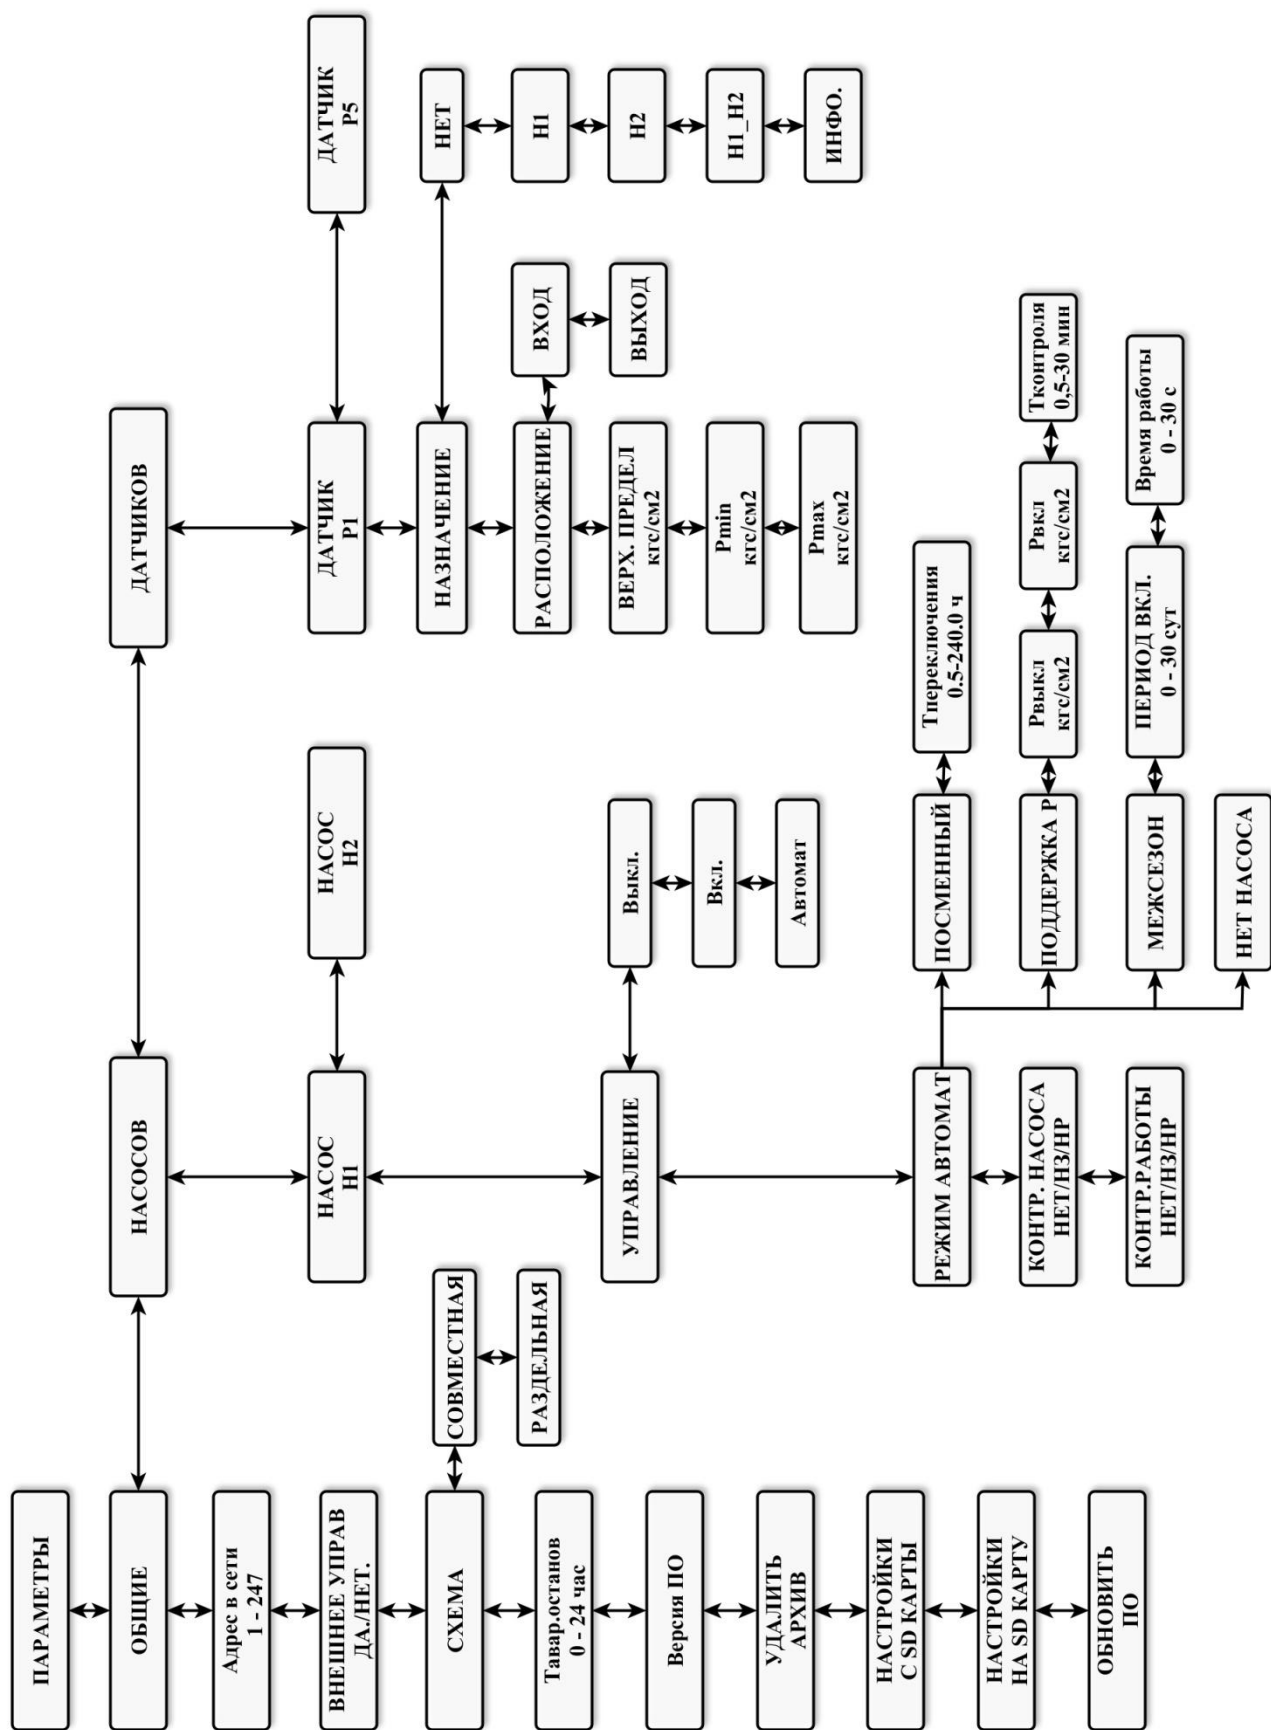 ПАРАМЕТРЫ
ОБЩИЕ
Адрес в сети
1 - 247
ВНЕШНЕЕ УПРАВ
ДА./НЕТ.
СХЕМА
СОВМЕСТНАЯ
РАЗДЕЛЬНАЯ
Тавар.останов
0 - 24 час
Версия ПО
УДАЛИТЬ
АРХИВ
НАСТРОЙКИ
С SD КАРТЫ
НАСТРОЙКИ
НА SD КАРТУ
ОБНОВИТЬ
ПО
НАСОСОВ
НАСОС
Н1
НАСОС
Н2
УПРАВЛЕНИЕ
Выкл.
Вкл.
Автомат
РЕЖИМ АВТОМАТ
ПОСМЕННЫЙ
Тпереключения
0.5-240.0 ч
ПОДДЕРЖКА Р
Рвыкл
кгс/см2
Рвкл
кгс/см2
Тконтроля
0,5-30 мин
МЕЖСЕЗОН
ПЕРИОД ВКЛ.
0 - 30 сут
Время работы
0 - 30 с
НЕТ НАСОСА
КОНТР. НАСОСА
НЕТ/НЗ/НР
КОНТР.РАБОТЫ
НЕТ/НЗ/НР
ДАТЧИКОВ
ДАТЧИК
Р1
ДАТЧИК
Р5
НАЗНАЧЕНИЕ
НЕТ
Н1
Н2
Н1_Н2
ИНФО.
РАСПОЛОЖЕНИЕ
ВХОД
ВЫХОД
ВЕРХ. ПРЕДЕЛ
кгс/см2
Pmin
кгс/см2
Pmax
кгс/см2